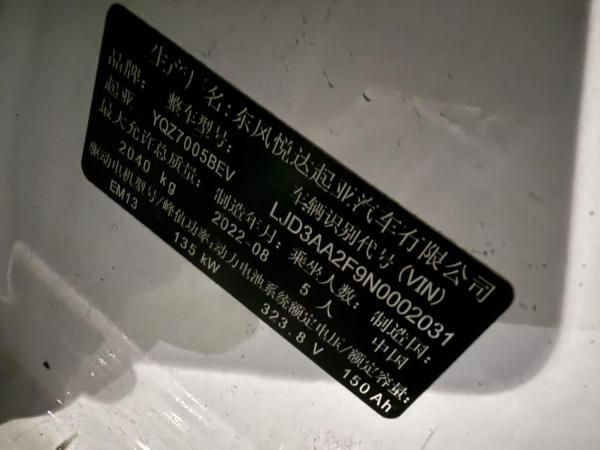 生产厂名：东风悦达起亚汽车有限公司
品牌： 整车型号： 车辆识别代号(VIN)
起亚 YQZ7005BEV LJD3AA2F9N0002031
最大允许总质量： 制造年月： 乘坐人数： 制造国：
2040 kg 2022-08 5 人 中国
驱动电机型号/峰值功率： 动力电池系统额定电压/额定容量：
EM13 135 kW 323.8 V 150 Ah